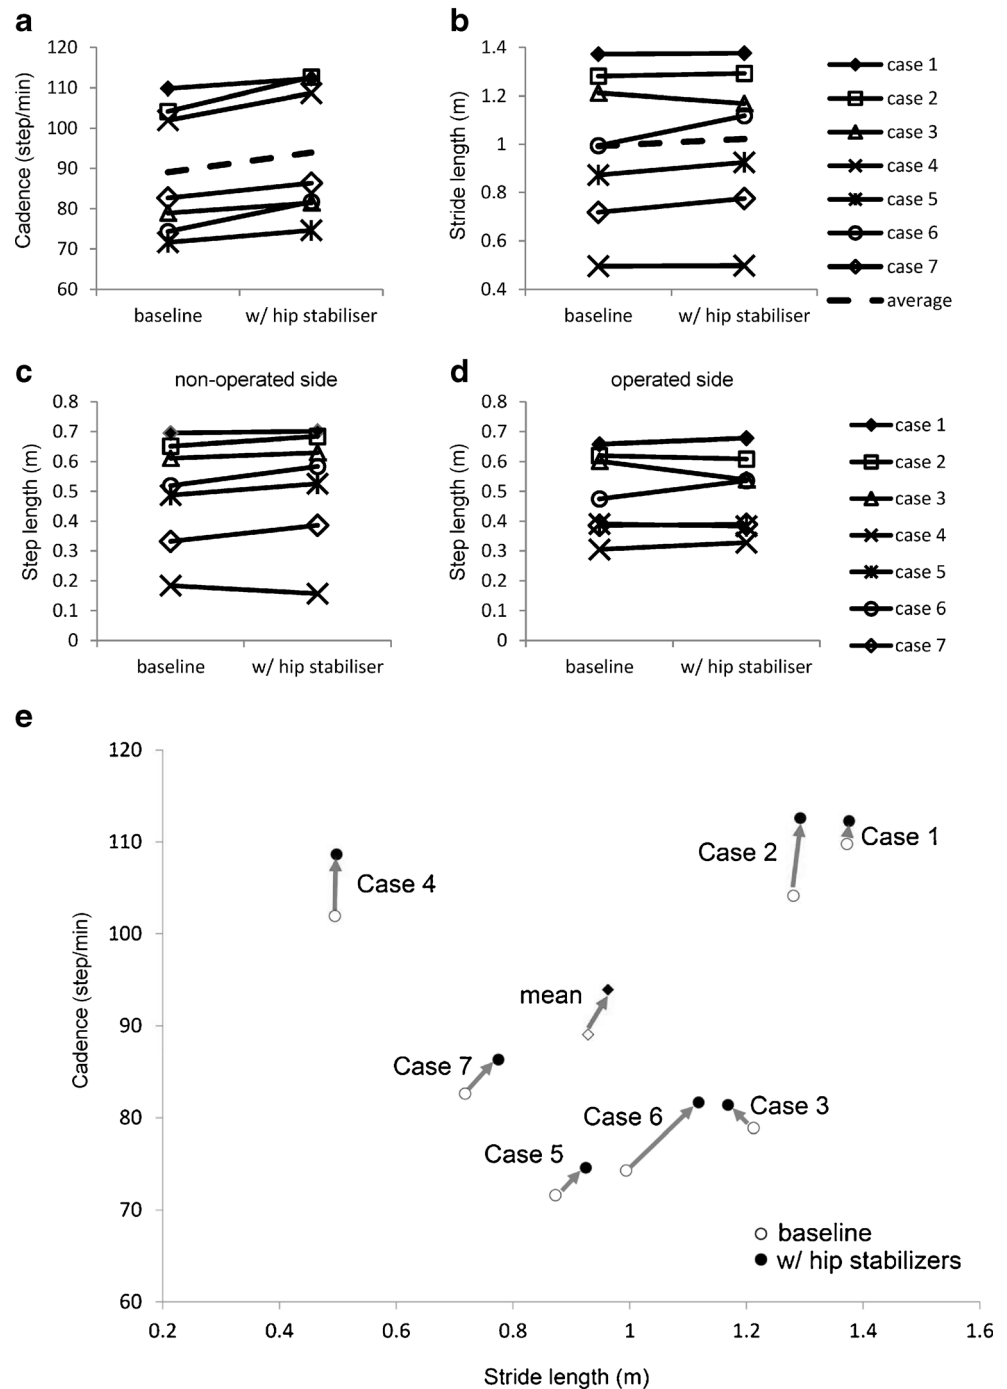 a
Cadence (step/min)
120
110
100
90
80
70
60
baseline
w/ hip stabiliser
b
Stride length (m)
1.4
1.2
1
0.8
0.6
0.4
baseline
w/ hip stabiliser
case 1
case 2
case 3
case 4
case 5
case 6
case 7
average
c
non-operated side
Step length (m)
0.8
0.7
0.6
0.5
0.4
0.3
0.2
0.1
0
baseline
w/ hip stabiliser
d
operated side
Step length (m)
0.8
0.7
0.6
0.5
0.4
0.3
0.2
0.1
0
baseline
w/ hip stabiliser
case 1
case 2
case 3
case 4
case 5
case 6
case 7
e
Cadence (step/min)
120
110
100
90
80
70
60
Case 1
Case 2
Case 4
mean
Case 7
Case 3
Case 6
Case 5
baseline
w/ hip stabilizers
0.2
0.4
0.6
0.8
1
1.2
1.4
1.6
Stride length (m)